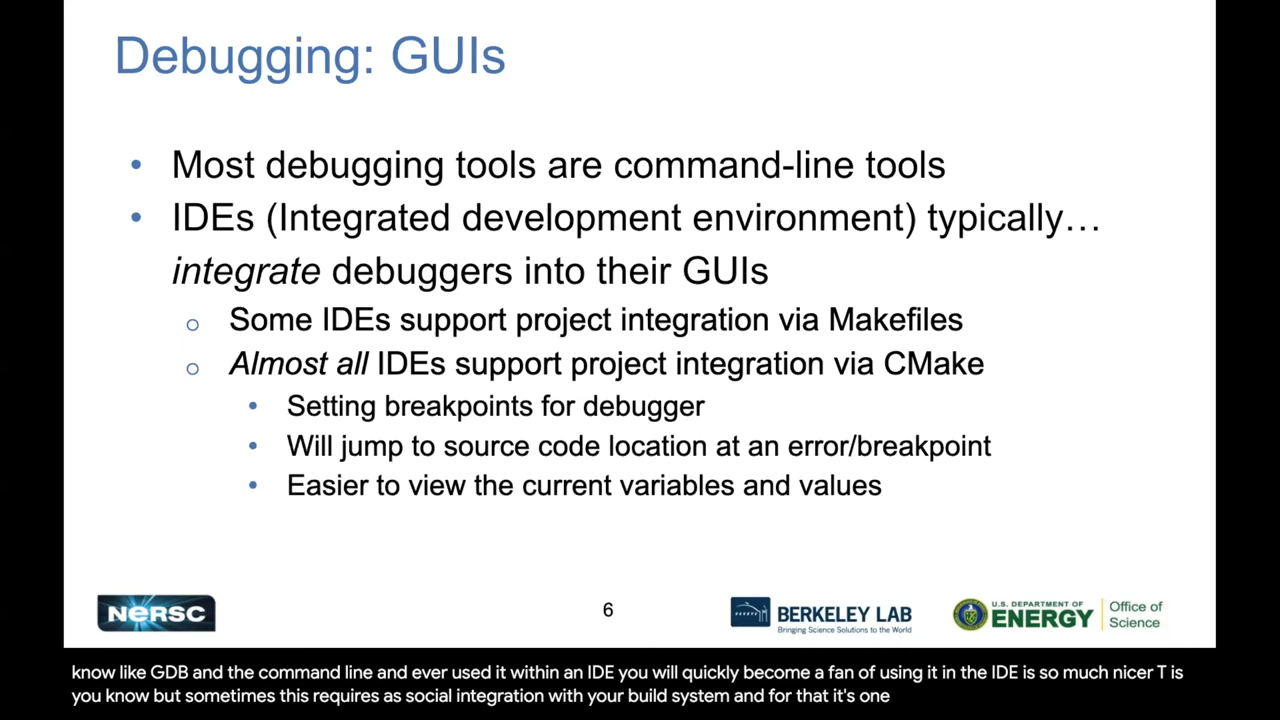 Debugging: GUIs
• Most debugging tools are command-line tools
• IDEs (Integrated development environment) typically…
integrate debuggers into their GUIs
○ Some IDEs support project integration via Makefiles
○ Almost all IDEs support project integration via CMake
• Setting breakpoints for debugger
• Will jump to source code location at an error/breakpoint
• Easier to view the current variables and values
NERSC
6
BERKELEY LAB
Bringing Science Solutions to the World
U.S. DEPARTMENT OF
ENERGY
Office of
Science
know like GDB and the command line and ever used it within an IDE you will quickly become a fan of using it in the IDE is so much nicer T is
you know but sometimes this requires as social integration with your build system and for that it's one